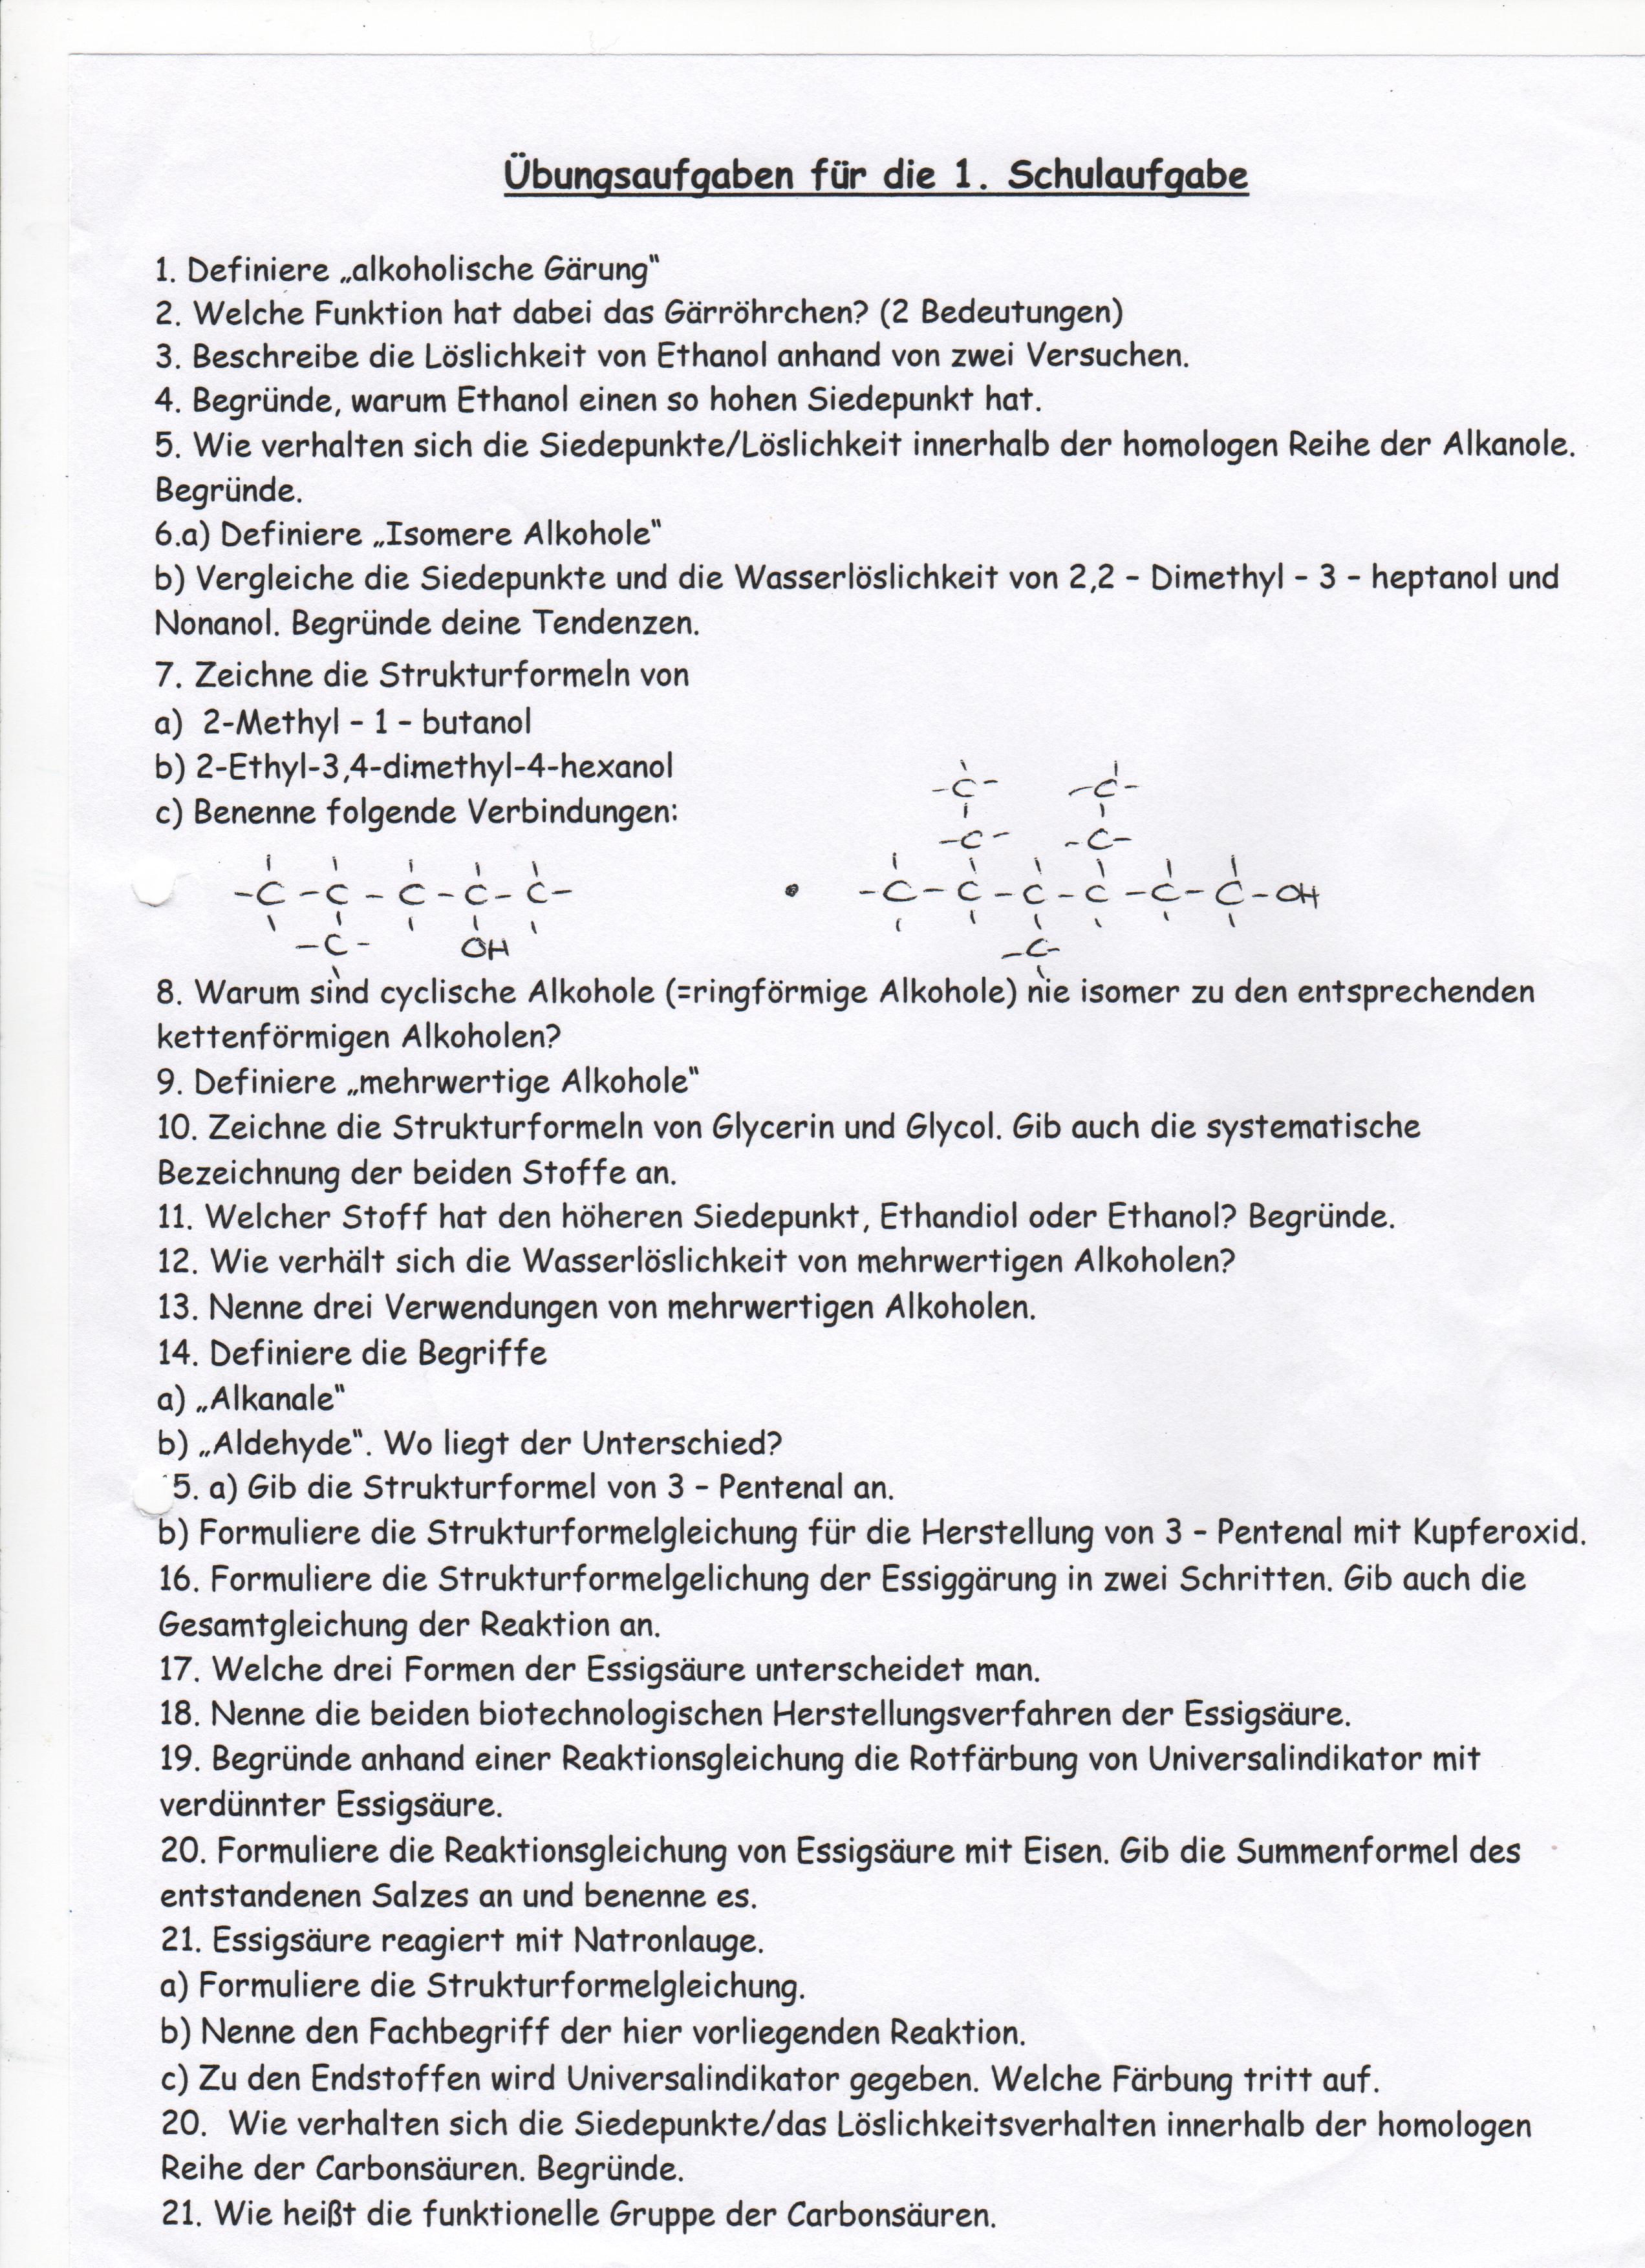 Übungsaufgaben für die 1. Schulaufgabe
1. Definiere „alkoholische Gärung“
2. Welche Funktion hat dabei das Gärröhrchen? (2 Bedeutungen)
3. Beschreibe die Löslichkeit von Ethanol anhand von zwei Versuchen.
4. Begründe, warum Ethanol einen so hohen Siedepunkt hat.
5. Wie verhalten sich die Siedepunkte/Löslichkeit innerhalb der homologen Reihe der Alkanole.
Begründe.
6.a) Definiere „Isomere Alkohole“
b) Vergleiche die Siedepunkte und die Wasserlöslichkeit von 2,2 – Dimethyl – 3 – heptanol und
Nonanol. Begründe deine Tendenzen.
7. Zeichne die Strukturformeln von
a) 2-Methyl – 1 – butanol
b) 2-Ethyl-3,4-dimethyl-4-hexanol
c) Benenne folgende Verbindungen:
-C- -C-
-C- -C-
-C-C-C-C-C- -C-C-C-C-C-C-OH
-C- OH -C-
8. Warum sind cyclische Alkohole (=ringförmige Alkohole) nie isomer zu den entsprechenden
kettenförmigen Alkoholen?
9. Definiere „mehrwertige Alkohole“
10. Zeichne die Strukturformeln von Glycerin und Glycol. Gib auch die systematische
Bezeichnung der beiden Stoffe an.
11. Welcher Stoff hat den höheren Siedepunkt, Ethandiol oder Ethanol? Begründe.
12. Wie verhält sich die Wasserlöslichkeit von mehrwertigen Alkoholen?
13. Nenne drei Verwendungen von mehrwertigen Alkoholen.
14. Definiere die Begriffe
a) „Alkanale“
b) „Aldehyde“. Wo liegt der Unterschied?
5. a) Gib die Strukturformel von 3 – Pentenal an.
b) Formuliere die Strukturformelgleichung für die Herstellung von 3 – Pentenal mit Kupferoxid.
16. Formuliere die Strukturformelgelichung der Essiggärung in zwei Schritten. Gib auch die
Gesamtgleichung der Reaktion an.
17. Welche drei Formen der Essigsäure unterscheidet man.
18. Nenne die beiden biotechnologischen Herstellungsverfahren der Essigsäure.
19. Begründe anhand einer Reaktionsgleichung die Rotfärbung von Universalindikator mit
verdünnter Essigsäure.
20. Formuliere die Reaktionsgleichung von Essigsäure mit Eisen. Gib die Summenformel des
entstandenen Salzes an und benenne es.
21. Essigsäure reagiert mit Natronlauge.
a) Formuliere die Strukturformelgleichung.
b) Nenne den Fachbegriff der hier vorliegenden Reaktion.
c) Zu den Endstoffen wird Universalindikator gegeben. Welche Färbung tritt auf.
20. Wie verhalten sich die Siedepunkte/das Löslichkeitsverhalten innerhalb der homologen
Reihe der Carbonsäuren. Begründe.
21. Wie heißt die funktionelle Gruppe der Carbonsäuren.